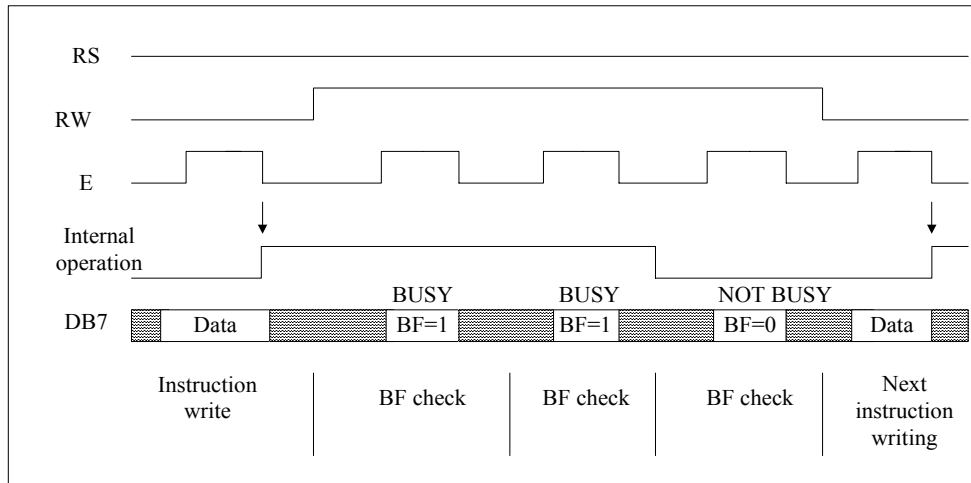 RS
RW
E
Internal
operation
BUSY BUSY NOT BUSY
DB7 Data BF=1 BF=1 BF=0 Data
Instruction
write
BF check
BF check
BF check
Next
instruction
writing